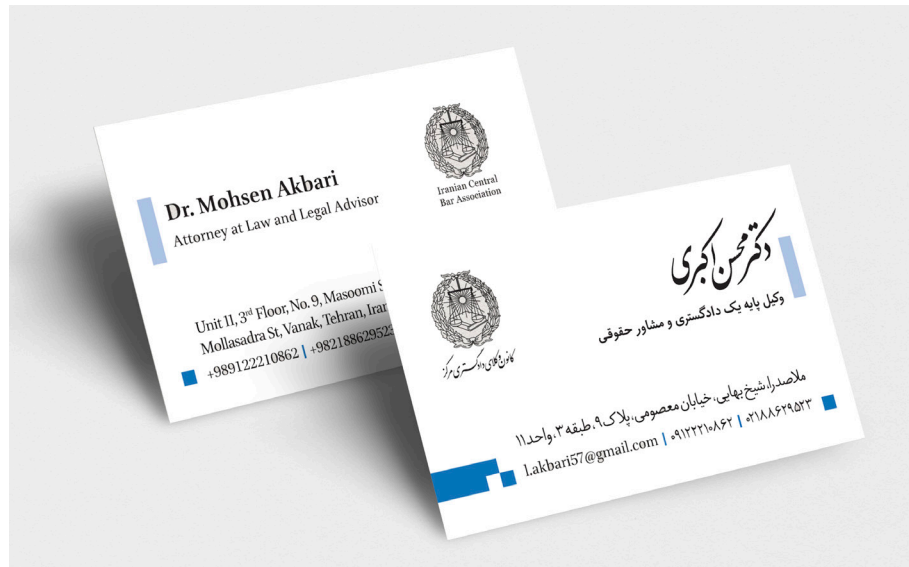 Iranian Central
Bar Association
Dr. Mohsen Akbari
Attorney at Law and Legal Advisor
Unit 11, 3rd Floor, No. 9, Masoomi
Mollasadra St, Vanak, Tehran,
+989122210862 | +982188629523
دکتر محسن اکبری
وکیل پایه یک دادگستری و مشاور حقوقی
کانون وکلای دادگستری مرکز
ملاصدرا، شیخ بهایی، خیابان معصومی، پلاک ۹، طبقه ۳، واحد ۱۱
l.akbari57@gmail.com | ۰۹۱۲۲۲۱۰۸۶۲ | ۰۲۱۸۸۶۲۹۵۲۳